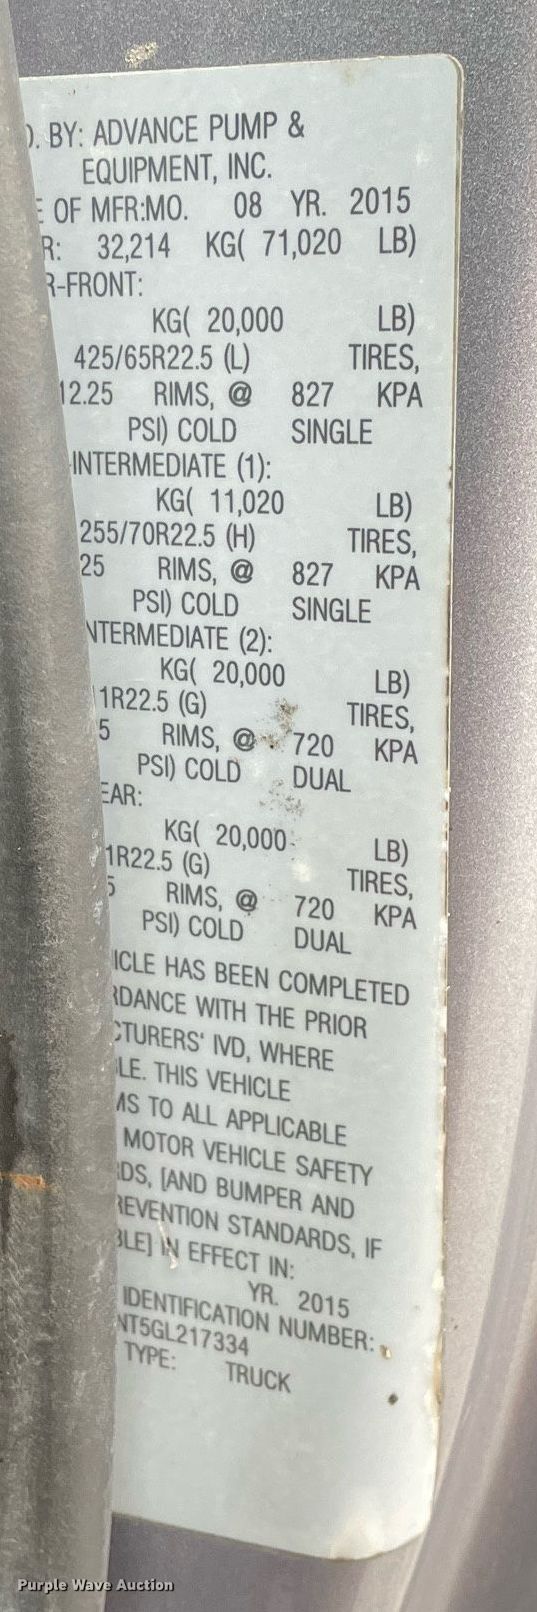 . BY: ADVANCE PUMP &
EQUIPMENT, INC.
E OF MFR:MO. 08 YR. 2015
R: 32,214 KG( 71,020 LB)
R-FRONT:
KG( 20,000 LB)
425/65R22.5 (L) TIRES,
12.25 RIMS, @ 827 KPA
PSI) COLD SINGLE
-INTERMEDIATE (1):
KG( 11,020 LB)
255/70R22.5 (H) TIRES,
25 RIMS, @ 827 KPA
PSI) COLD SINGLE
NTERMEDIATE (2):
KG( 20,000 LB)
1R22.5 (G) TIRES,
5 RIMS, @ 720 KPA
PSI) COLD DUAL
EAR:
KG( 20,000 LB)
1R22.5 (G) TIRES,
5 RIMS, @ 720 KPA
PSI) COLD DUAL
ICLE HAS BEEN COMPLETED
RDANCE WITH THE PRIOR
CTURERS' IVD, WHERE
LE. THIS VEHICLE
MS TO ALL APPLICABLE
MOTOR VEHICLE SAFETY
DS, [AND BUMPER AND
REVENTION STANDARDS, IF
BLE] IN EFFECT IN:
YR. 2015
IDENTIFICATION NUMBER:
NT5GL217334
TYPE: TRUCK
Purple Wave Auction